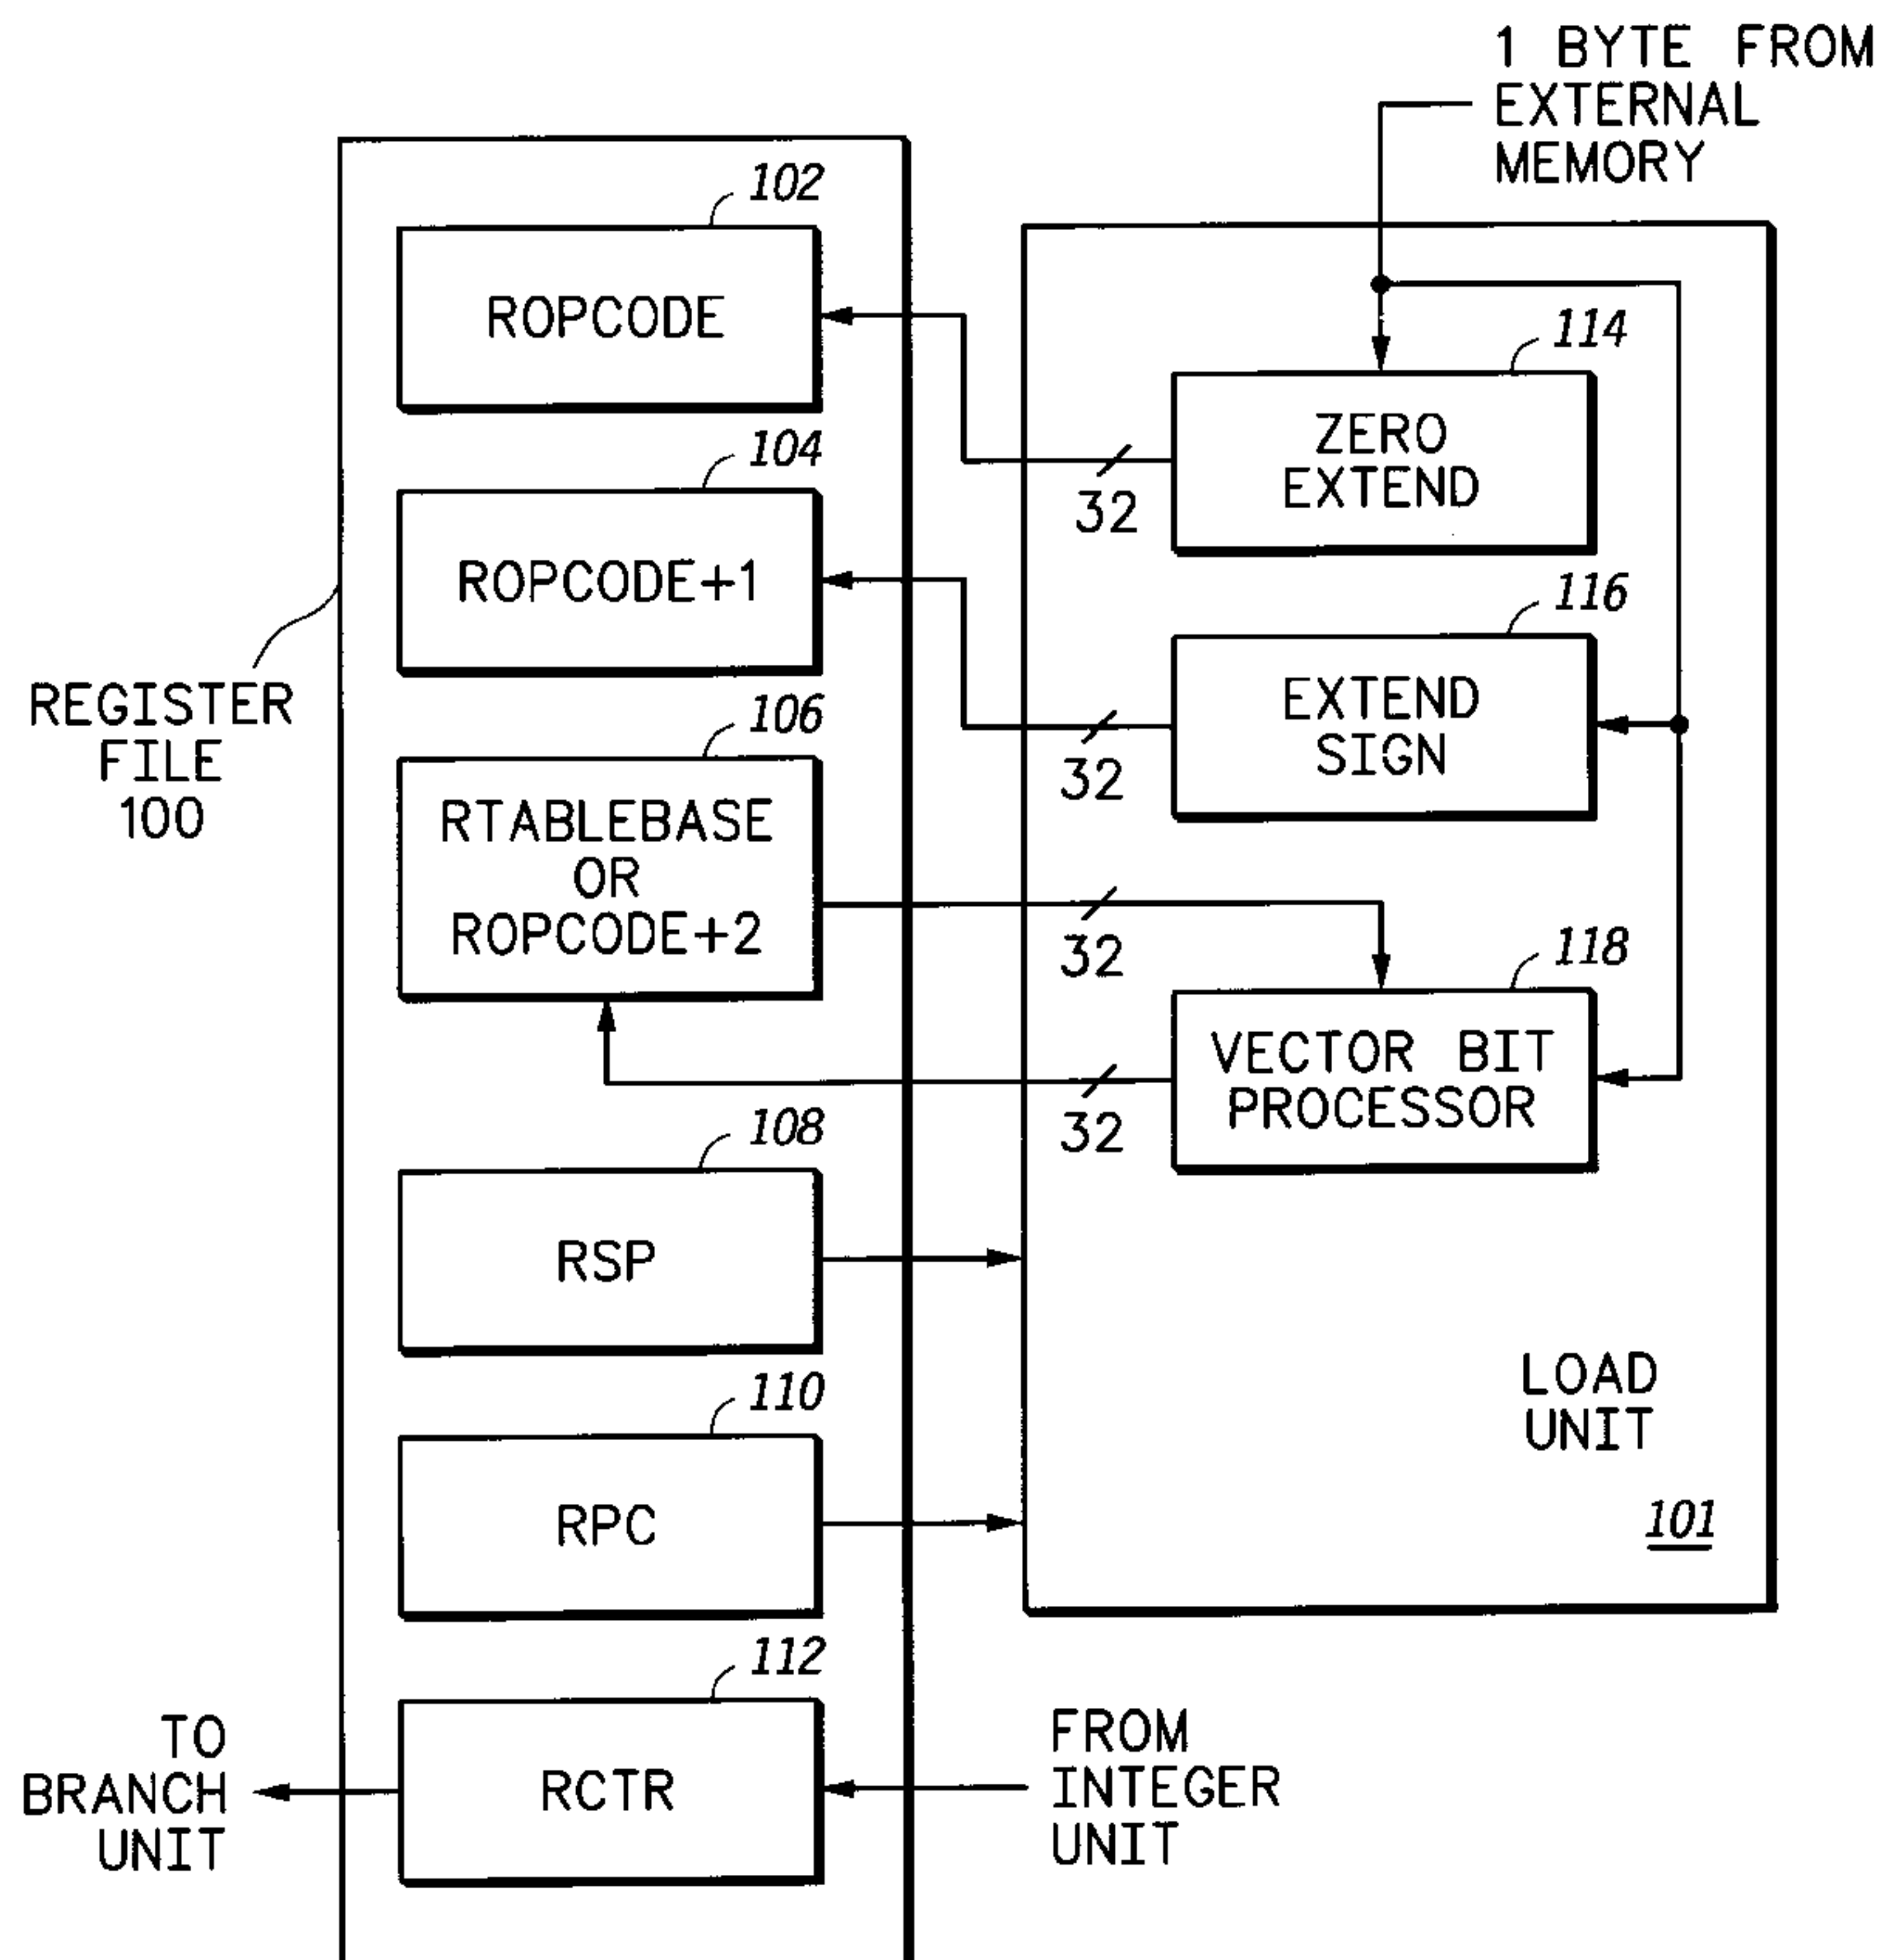 1 BYTE FROM
EXTERNAL
MEMORY
102
ROPCODE
114
ZERO
EXTEND
32
104
ROPCODE+1
116
EXTEND
SIGN
32
REGISTER
FILE
100
106
RTABLEBASE
OR
ROPCODE+2
32
118
VECTOR BIT
PROCESSOR
32
108
RSP
LOAD
UNIT
101
110
RPC
112
RCTR
TO
BRANCH
UNIT
FROM
INTEGER
UNIT